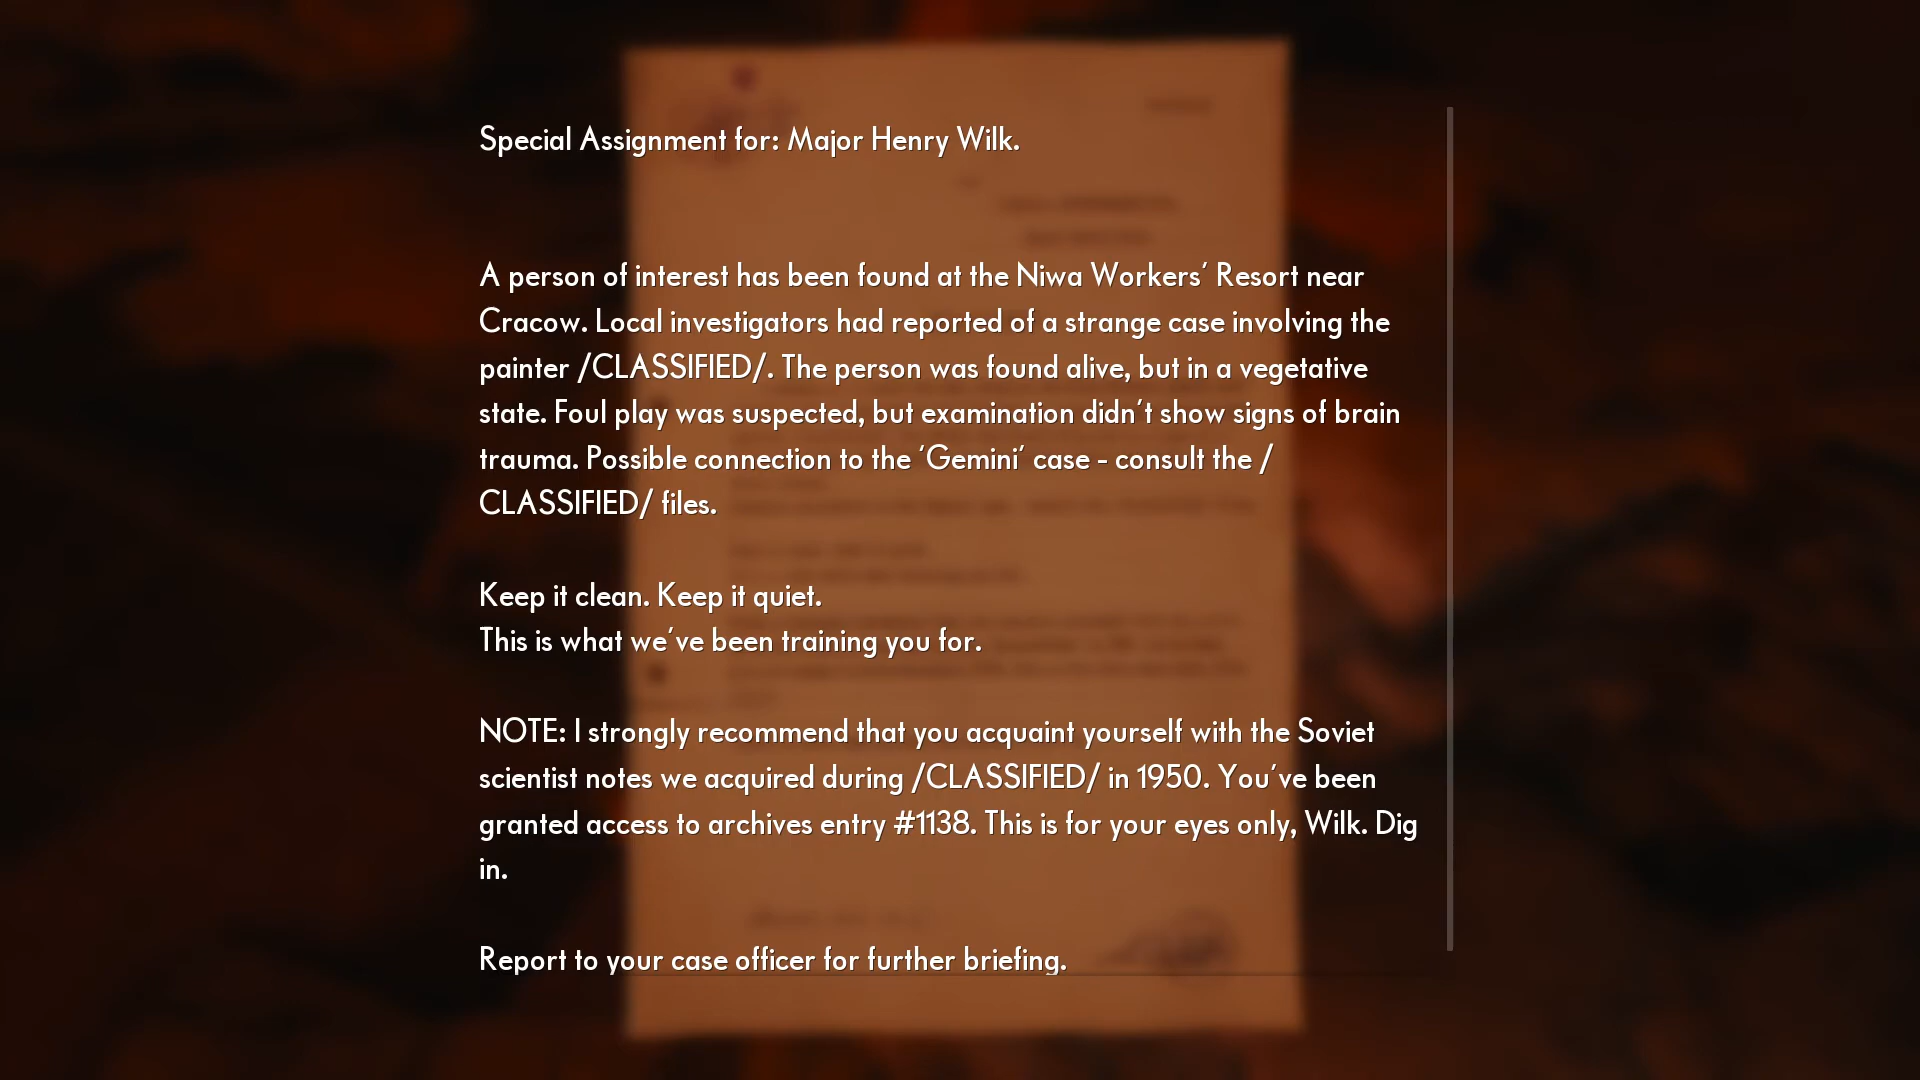 Special Assignment for: Major Henry Wilk.
A person of interest has been found at the Niwa Workers' Resort near
Cracow. Local investigators had reported of a strange case involving the
painter /CLASSIFIED/. The person was found alive, but in a vegetative
state. Foul play was suspected, but examination didn't show signs of brain
trauma. Possible connection to the 'Gemini' case - consult the /
CLASSIFIED/ files.
Keep it clean. Keep it quiet.
This is what we've been training you for.
NOTE: I strongly recommend that you acquaint yourself with the Soviet
scientist notes we acquired during /CLASSIFIED/ in 1950. You've been
granted access to archives entry #1138. This is for your eyes only, Wilk. Dig
in.
Report to your case officer for further briefing.